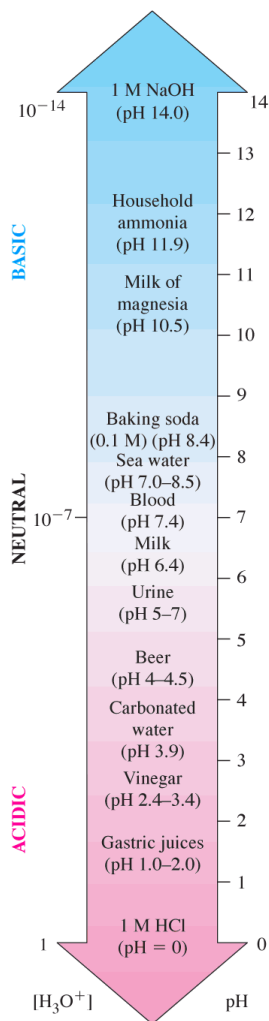 1 M NaOH
(pH 14.0)
10⁻¹⁴
14
13
Household
ammonia
(pH 11.9)
12
BASIC
11
Milk of
magnesia
(pH 10.5)
10
9
Baking soda
(0.1 M) (pH 8.4)
8
Sea water
(pH 7.0–8.5)
Blood
(pH 7.4)
NEUTRAL
10⁻⁷
7
Milk
(pH 6.4)
6
Urine
(pH 5–7)
5
Beer
(pH 4–4.5)
4
Carbonated
water
(pH 3.9)
3
Vinegar
(pH 2.4–3.4)
ACIDIC
2
Gastric juices
(pH 1.0–2.0)
1
1 M HCl
(pH = 0)
1
0
[H₃O⁺]
pH